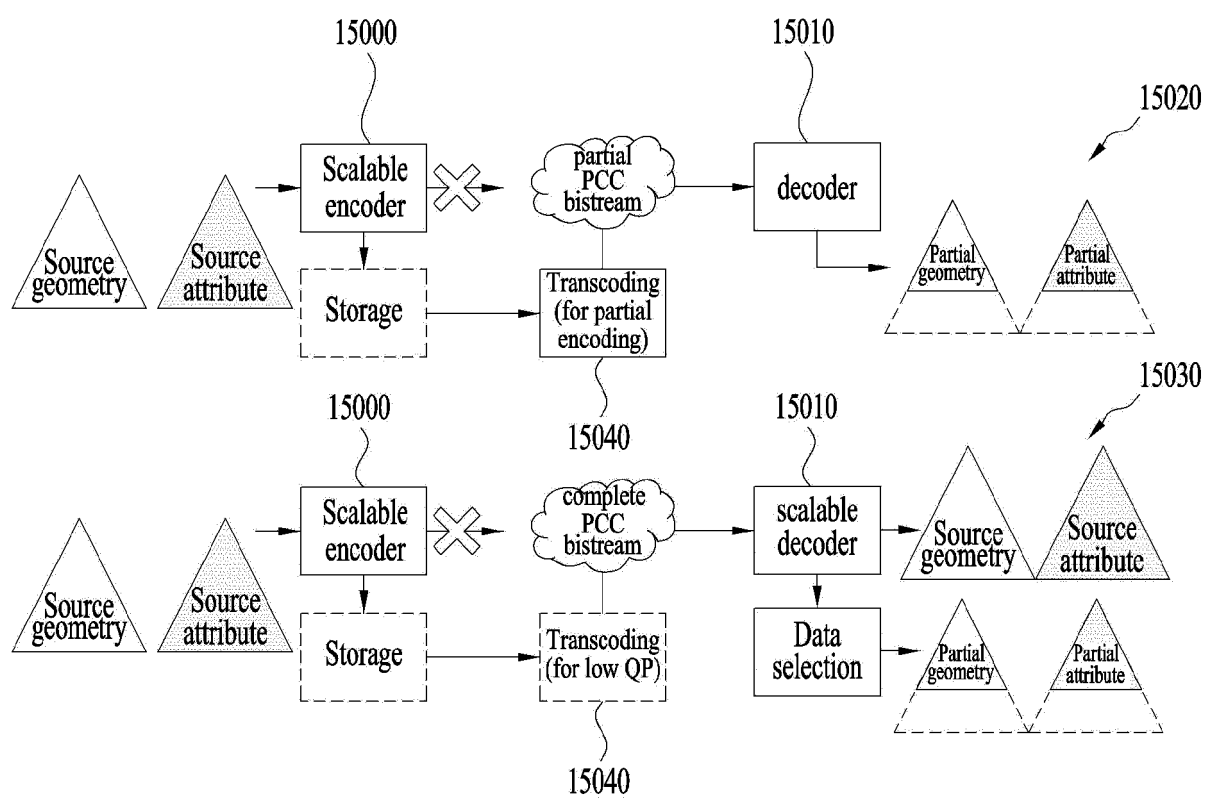 15000
15010
15020
Scalable
encoder
partial
PCC
bistream
decoder
Source
geometry
Source
attribute
Partial
geometry
Partial
attribute
Storage
Transcoding
(for partial
encoding)
15040
15000
15010
15030
Scalable
encoder
complete
PCC
bistream
scalable
decoder
Source
geometry
Source
attribute
Source
geometry
Source
attribute
Storage
Transcoding
(for low QP)
Data
selection
Partial
geometry
Partial
attribute
15040